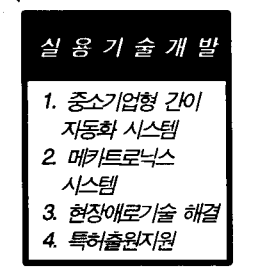 실용기술개발
1. 중소기업형 간이
자동화 시스템
2. 메카트로닉스
시스템
3. 현장애로기술 해결
4. 특허출원지원